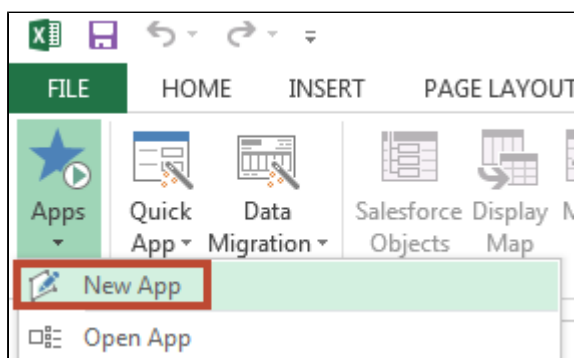 FILE HOME INSERT PAGE LAYOUT
Apps Quick App Data Migration Salesforce Objects Display Map
New App
Open App